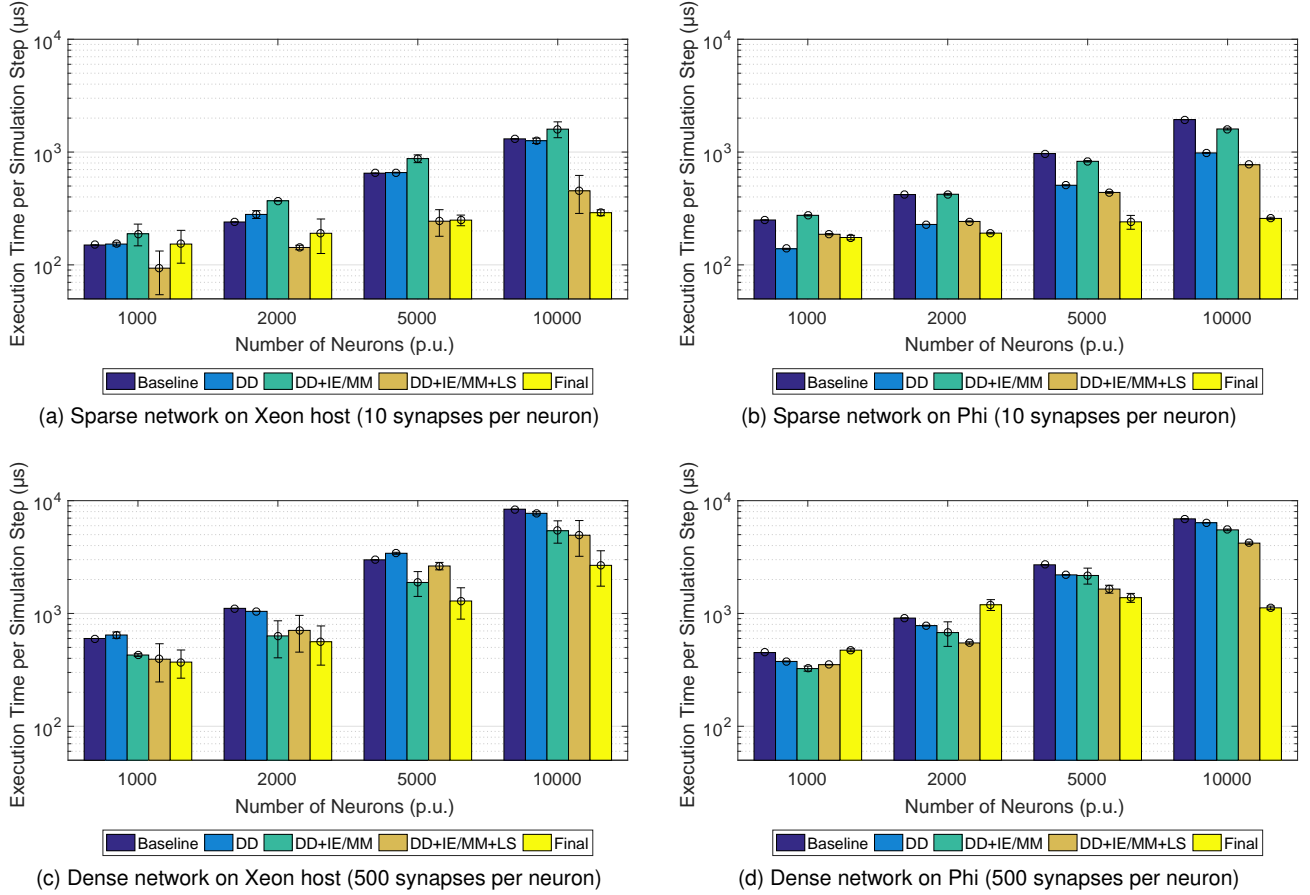 Execution Time per Simulation Step (μs)
10^4
10^3
10^2
1000 2000 5000 10000
Number of Neurons (p.u.)
Baseline DD DD+IE/MM DD+IE/MM+LS Final
(a) Sparse network on Xeon host (10 synapses per neuron)
Execution Time per Simulation Step (μs)
10^4
10^3
10^2
1000 2000 5000 10000
Number of Neurons (p.u.)
Baseline DD DD+IE/MM DD+IE/MM+LS Final
(b) Sparse network on Phi (10 synapses per neuron)
Execution Time per Simulation Step (μs)
10^4
10^3
10^2
1000 2000 5000 10000
Number of Neurons (p.u.)
Baseline DD DD+IE/MM DD+IE/MM+LS Final
(c) Dense network on Xeon host (500 synapses per neuron)
Execution Time per Simulation Step (μs)
10^4
10^3
10^2
1000 2000 5000 10000
Number of Neurons (p.u.)
Baseline DD DD+IE/MM DD+IE/MM+LS Final
(d) Dense network on Phi (500 synapses per neuron)